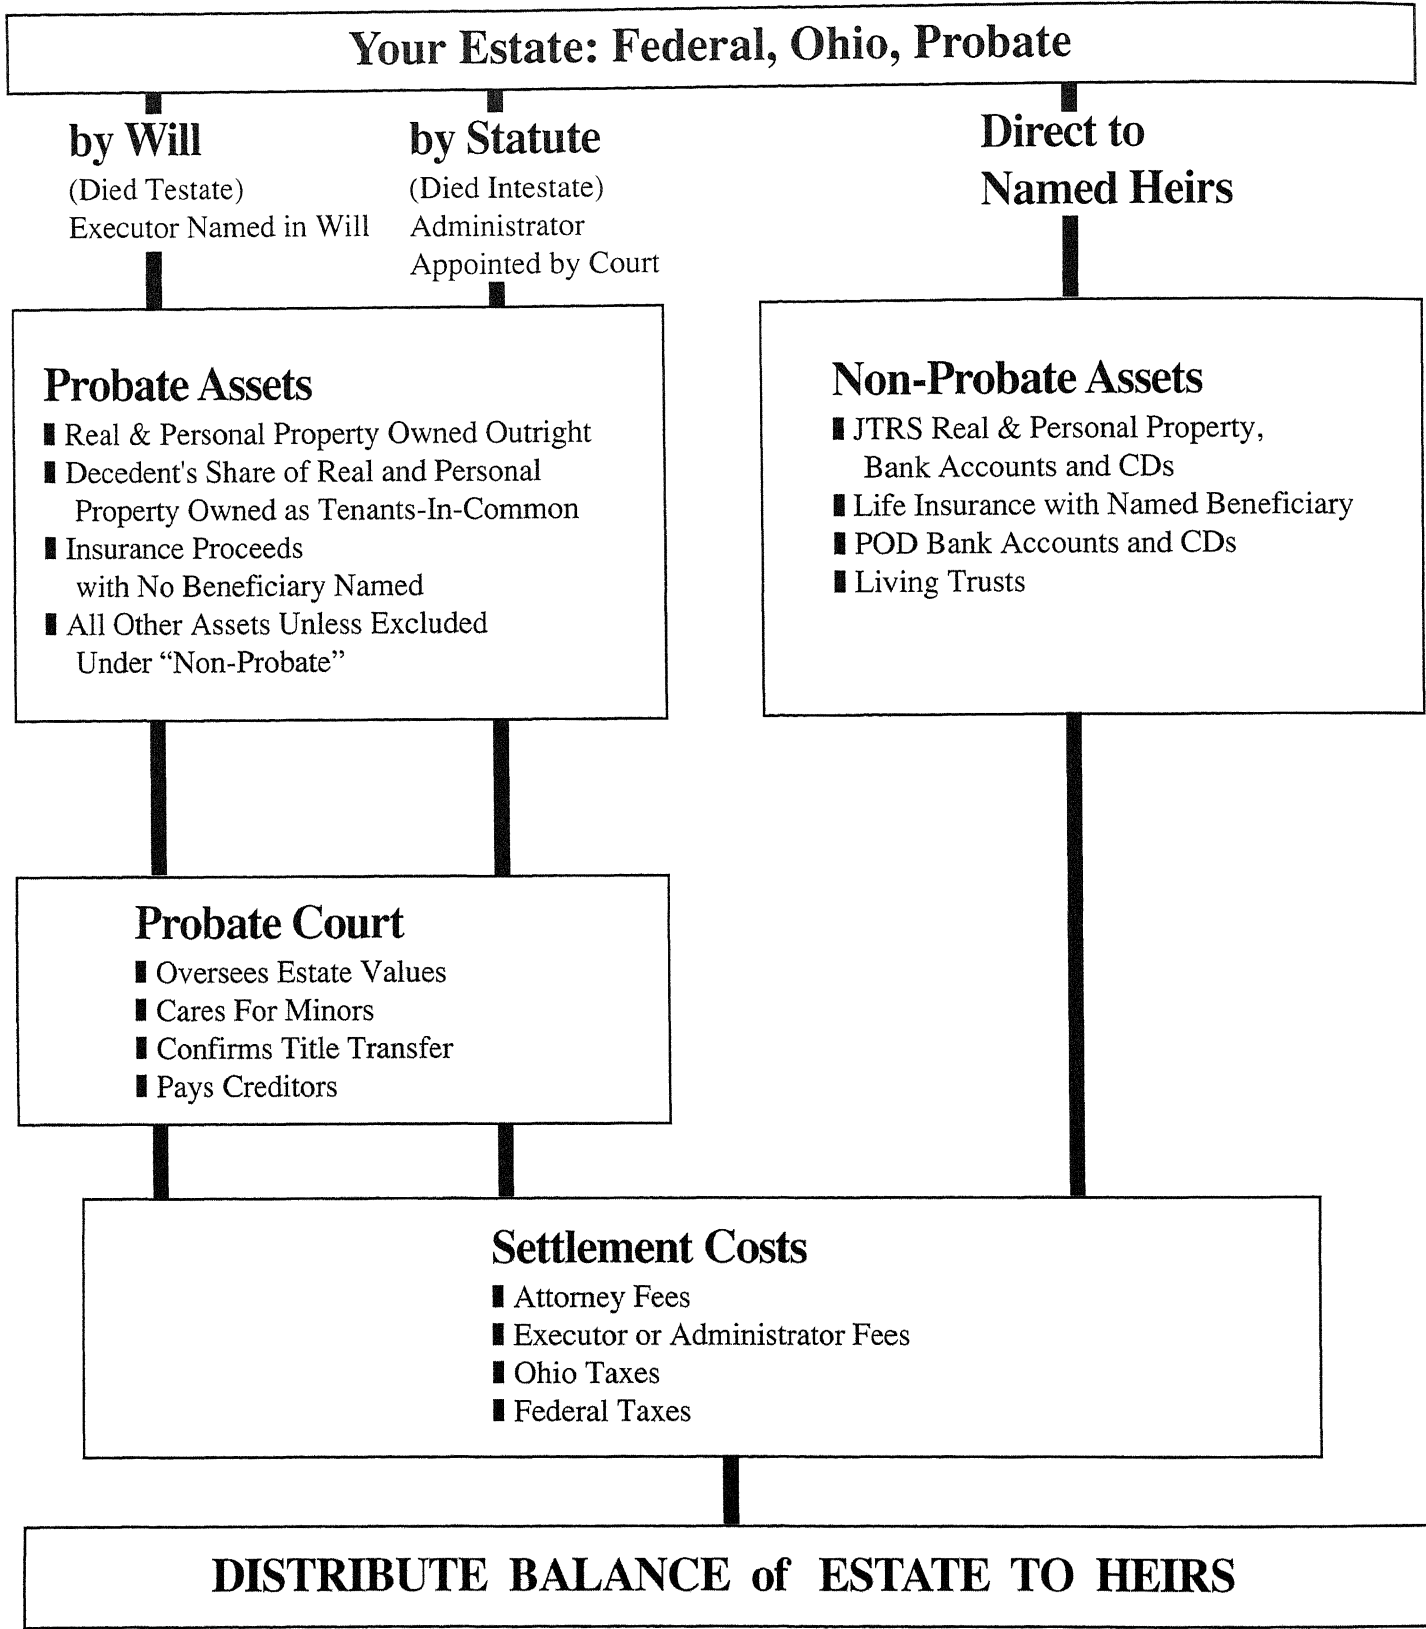 Your Estate: Federal, Ohio, Probate
by Will
(Died Testate)
Executor Named in Will
by Statute
(Died Intestate)
Administrator
Appointed by Court
Direct to
Named Heirs
Probate Assets
Real & Personal Property Owned Outright
Decedent's Share of Real and Personal
Property Owned as Tenants-In-Common
Insurance Proceeds
with No Beneficiary Named
All Other Assets Unless Excluded
Under “Non-Probate”
Non-Probate Assets
JTRS Real & Personal Property,
Bank Accounts and CDs
Life Insurance with Named Beneficiary
POD Bank Accounts and CDs
Living Trusts
Probate Court
Oversees Estate Values
Cares For Minors
Confirms Title Transfer
Pays Creditors
Settlement Costs
Attorney Fees
Executor or Administrator Fees
Ohio Taxes
Federal Taxes
DISTRIBUTE BALANCE of ESTATE TO HEIRS